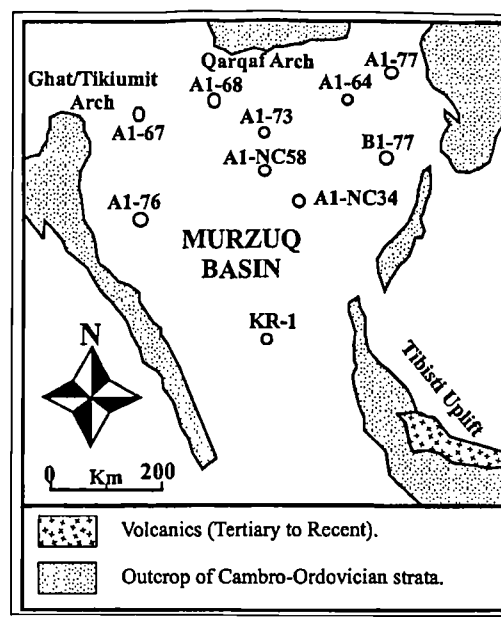 Qarqaf Arch
A1-77
Ghat/Tikiumit
Arch
A1-68
A1-64
A1-67
A1-73
B1-77
A1-NC58
A1-76
A1-NC34
MURZUQ
BASIN
KR-1
N
Tibisti Uplift
0 Km 200
Volcanics (Tertiary to Recent).
Outcrop of Cambro-Ordovician strata.